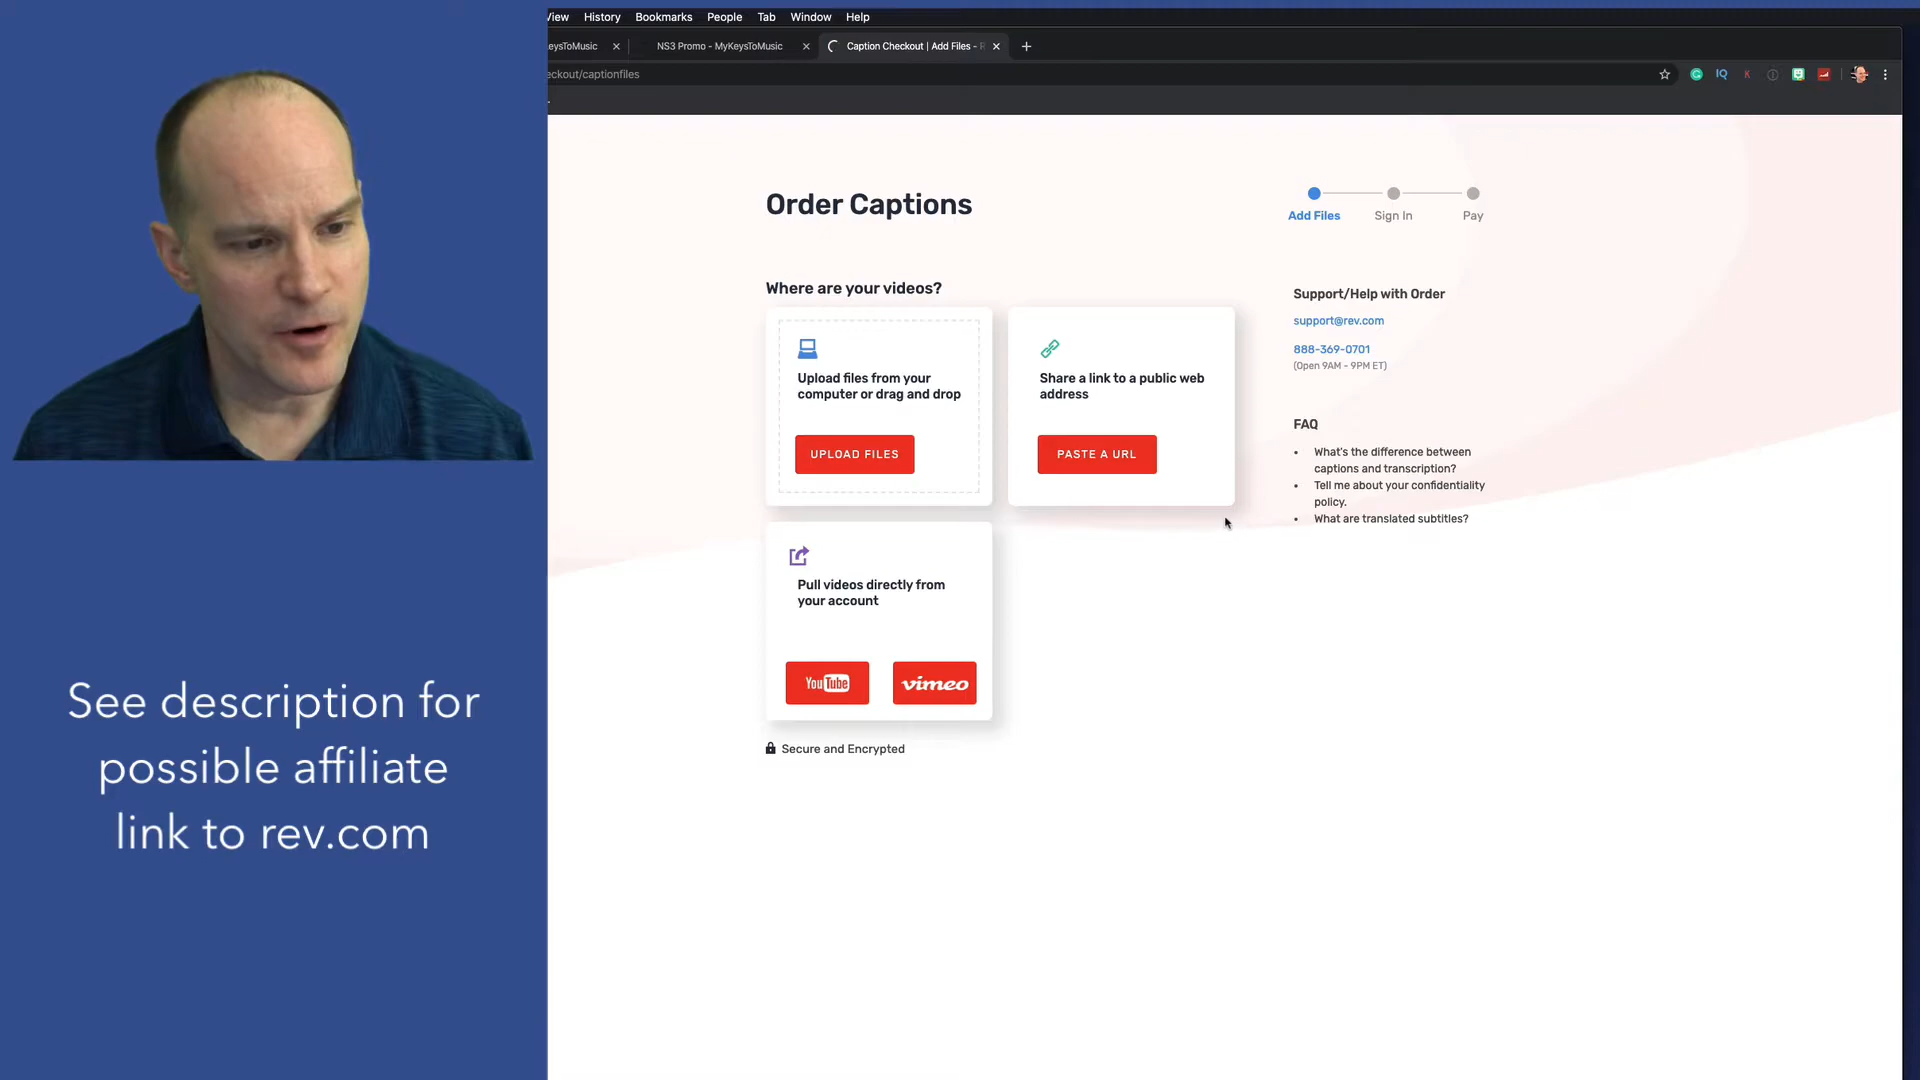 View History Bookmarks People Tab Window Help
eysToMusic
NS3 Promo - MyKeysToMusic
Caption Checkout | Add Files -
eckout/captionfiles
Order Captions
Add Files
Sign In
Pay
Where are your videos?
Upload files from your
computer or drag and drop
UPLOAD FILES
Share a link to a public web
address
PASTE A URL
Pull videos directly from
your account
YouTube
vimeo
Secure and Encrypted
Support/Help with Order
support@rev.com
888-369-0701
(Open 9AM - 9PM ET)
FAQ
• What's the difference between
captions and transcription?
• Tell me about your confidentiality
policy.
• What are translated subtitles?
See description for
possible affiliate
link to rev.com